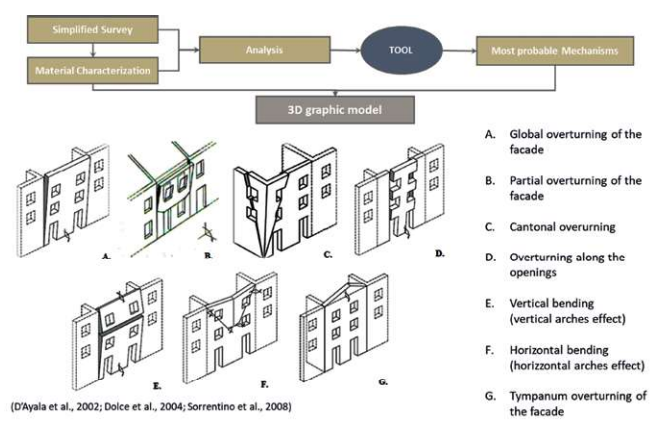 Simplified Survey
Material Characterization
Analysis
TOOL
Most probable Mechanisms
3D graphic model
A.
B.
C.
D.
E.
F.
G.
A. Global overturning of the
facade
B. Partial overturning of the
facade
C. Cantonal overurning
D. Overturning along the
openings
E. Vertical bending
(vertical arches effect)
F. Horizontal bending
(horizzontal arches effect)
G. Tympanum overturning of
the facade
(D'Ayala et al., 2002; Dolce et al., 2004; Sorrentino et al., 2008)